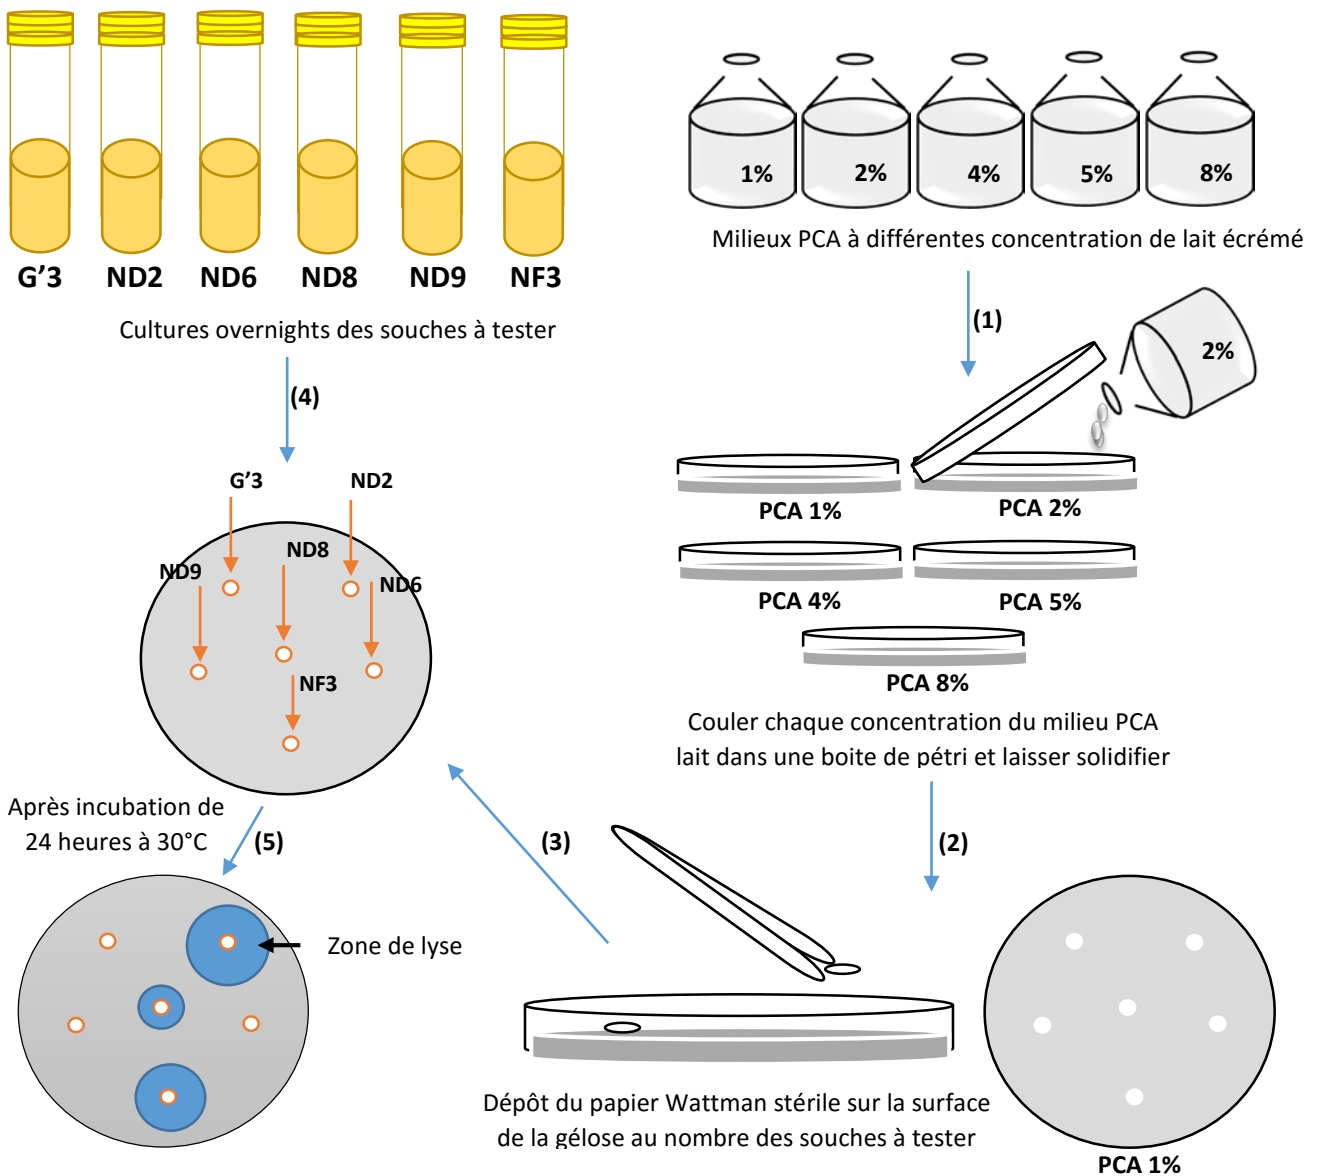 G’3 ND2 ND6 ND8 ND9 NF3
Cultures overnights des souches à tester
1% 2% 4% 5% 8%
Milieux PCA à différentes concentration de lait écrémé
(1)
2%
PCA 1% PCA 2%
PCA 4% PCA 5%
PCA 8%
Couler chaque concentration du milieu PCA
lait dans une boite de pétri et laisser solidifier
(2)
PCA 1%
Dépôt du papier Wattman stérile sur la surface
de la gélose au nombre des souches à tester
(3)
(4)
G’3 ND2
ND8
ND9 ND6
NF3
Après incubation de
24 heures à 30°C
(5)
Zone de lyse